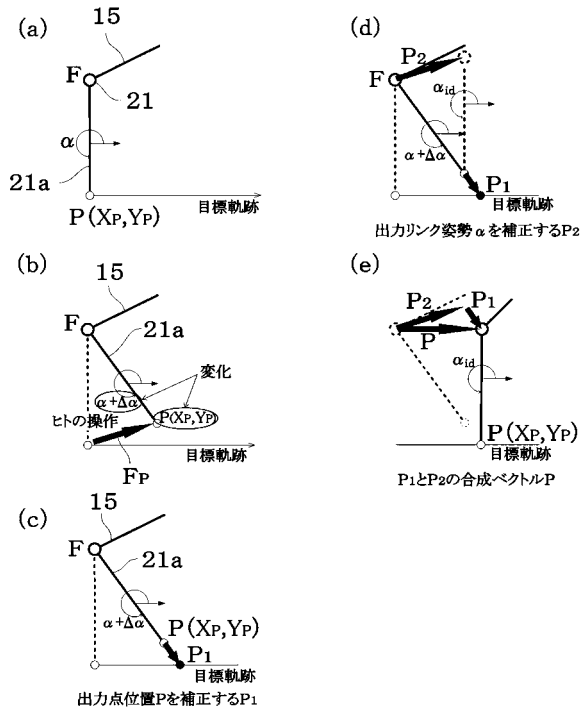 (a)
15
F
21
α
21a
P(XP,YP)
目標軌跡
(b)
15
F
21a
変化
α+Δα
P(XP,YP)
ヒトの操作
FP
目標軌跡
(c)
15
F
21a
α+Δα
P(XP,YP)
P1
目標軌跡
出力点位置Pを補正するP1
(d)
P2
F
αid
α+Δα
P1
目標軌跡
出力リンク姿勢αを補正するP2
(e)
P2
P1
P
αid
P(XP,YP)
目標軌跡
P1とP2の合成ベクトルP